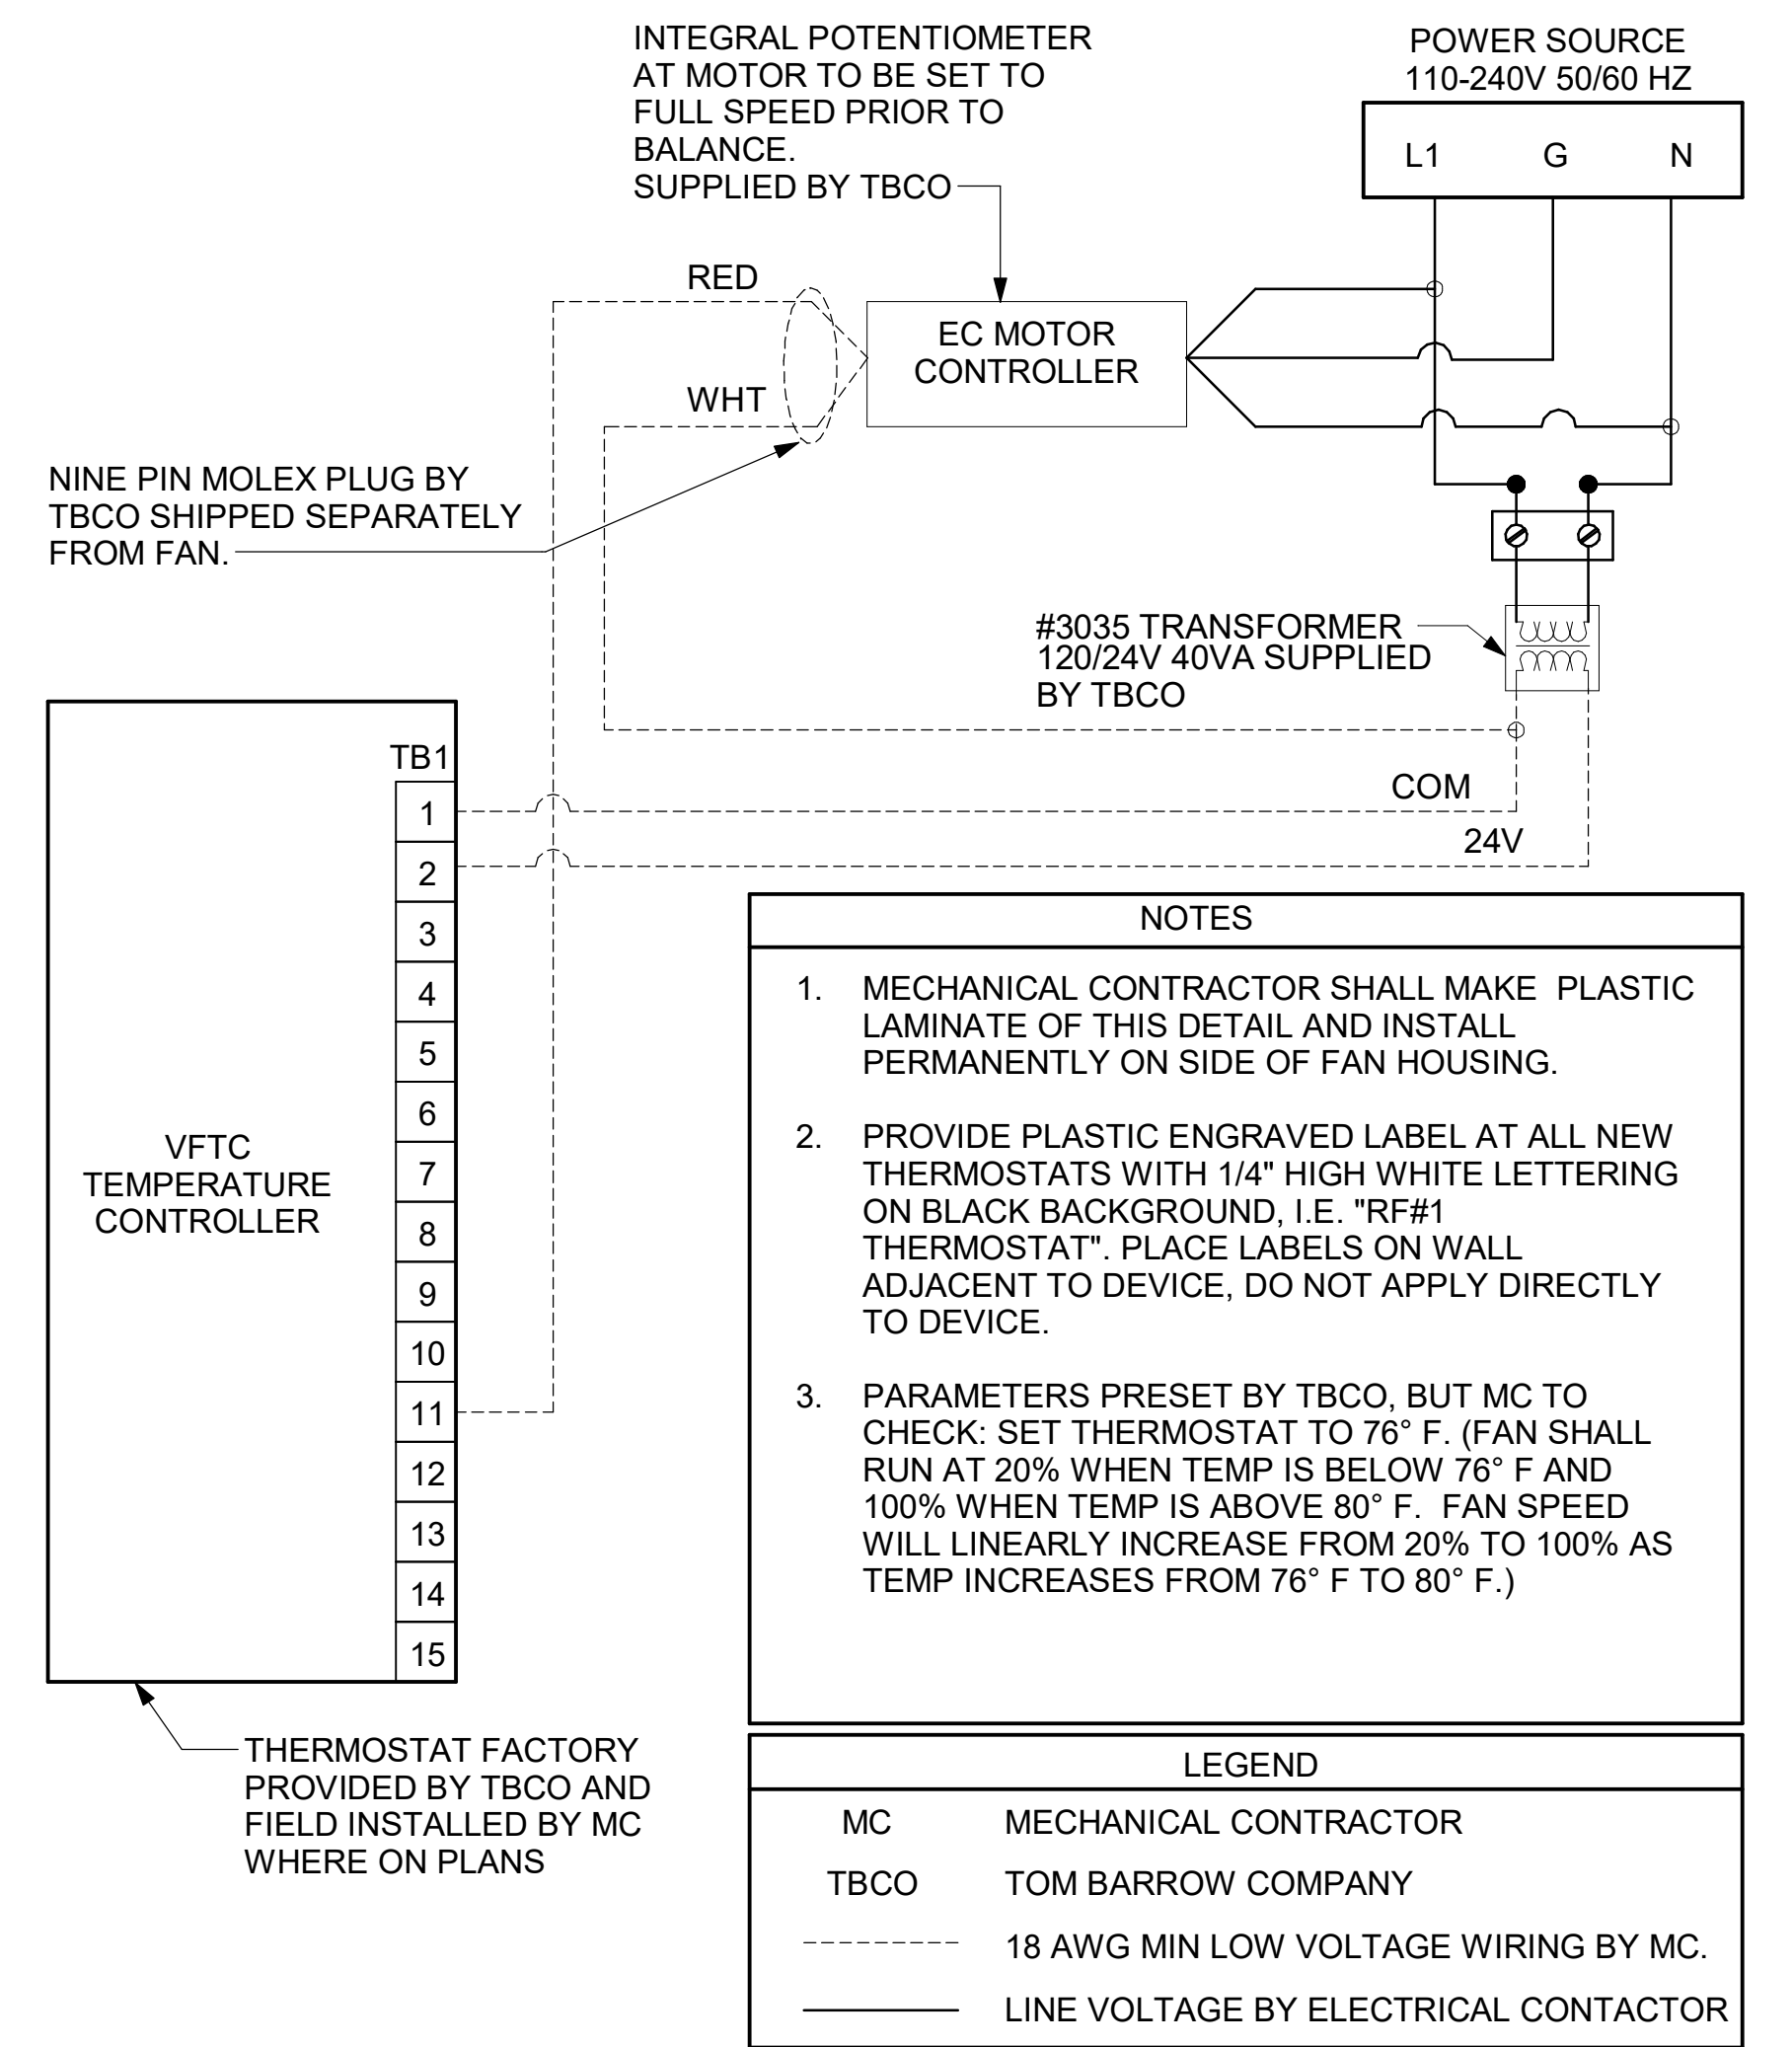 INTEGRAL POTENTIOMETER
AT MOTOR TO BE SET TO
FULL SPEED PRIOR TO
BALANCE.
SUPPLIED BY TBCO
POWER SOURCE
110-240V 50/60 HZ
L1 G N
RED
EC MOTOR
CONTROLLER
WHT
NINE PIN MOLEX PLUG BY
TBCO SHIPPED SEPARATELY
FROM FAN.
#3035 TRANSFORMER
120/24V 40VA SUPPLIED
BY TBCO
COM
24V
TB1
1
2
3
4
5
6
7
8
9
10
11
12
13
14
15
VFTC
TEMPERATURE
CONTROLLER
THERMOSTAT FACTORY
PROVIDED BY TBCO AND
FIELD INSTALLED BY MC
WHERE ON PLANS
NOTES
1. MECHANICAL CONTRACTOR SHALL MAKE PLASTIC
LAMINATE OF THIS DETAIL AND INSTALL
PERMANENTLY ON SIDE OF FAN HOUSING.
2. PROVIDE PLASTIC ENGRAVED LABEL AT ALL NEW
THERMOSTATS WITH 1/4" HIGH WHITE LETTERING
ON BLACK BACKGROUND, I.E. "RF#1
THERMOSTAT". PLACE LABELS ON WALL
ADJACENT TO DEVICE, DO NOT APPLY DIRECTLY
TO DEVICE.
3. PARAMETERS PRESET BY TBCO, BUT MC TO
CHECK: SET THERMOSTAT TO 76° F. (FAN SHALL
RUN AT 20% WHEN TEMP IS BELOW 76° F AND
100% WHEN TEMP IS ABOVE 80° F. FAN SPEED
WILL LINEARLY INCREASE FROM 20% TO 100% AS
TEMP INCREASES FROM 76° F TO 80° F.)
LEGEND
MC MECHANICAL CONTRACTOR
TBCO TOM BARROW COMPANY
18 AWG MIN LOW VOLTAGE WIRING BY MC.
LINE VOLTAGE BY ELECTRICAL CONTACTOR